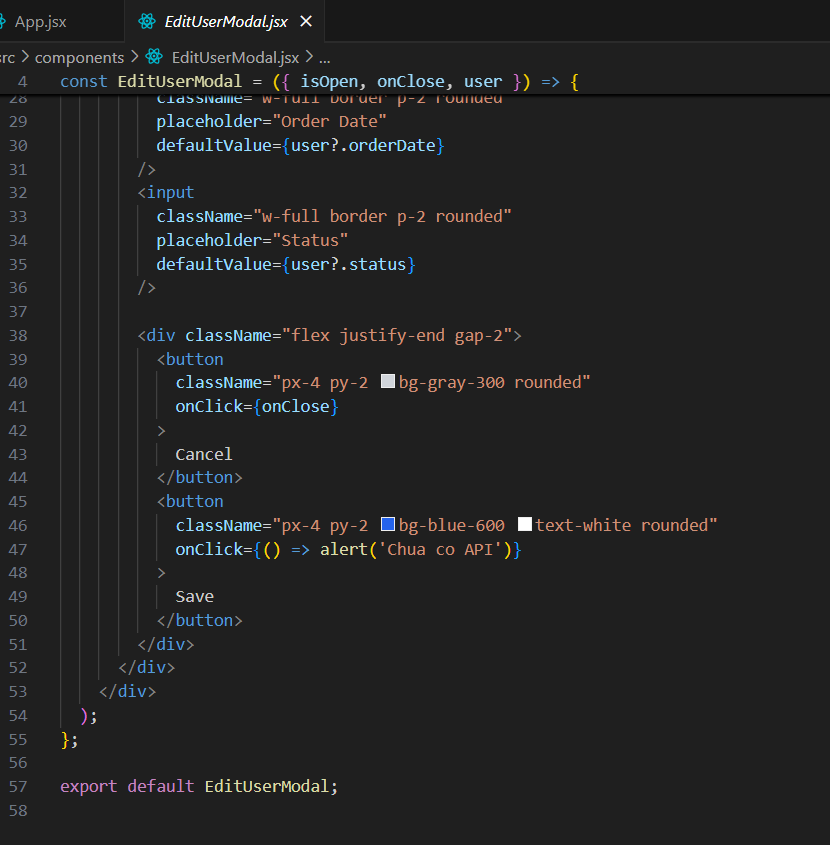 App.jsx
EditUserModal.jsx ×
src > components > EditUserModal.jsx > ...
4 const EditUserModal = ({ isOpen, onClose, user }) => {
28 className="w-full border p-2 rounded"
29 placeholder="Order Date"
30 defaultValue={user?.orderDate}
31 />
32 <input
33 className="w-full border p-2 rounded"
34 placeholder="Status"
35 defaultValue={user?.status}
36 />
37
38 <div className="flex justify-end gap-2">
39 <button
40 className="px-4 py-2 bg-gray-300 rounded"
41 onClick={onClose}
42 >
43 Cancel
44 </button>
45 <button
46 className="px-4 py-2 bg-blue-600 text-white rounded"
47 onClick={() => alert('Chua co API')}
48 >
49 Save
50 </button>
51 </div>
52 </div>
53 </div>
54 );
55 };
56
57 export default EditUserModal;
58